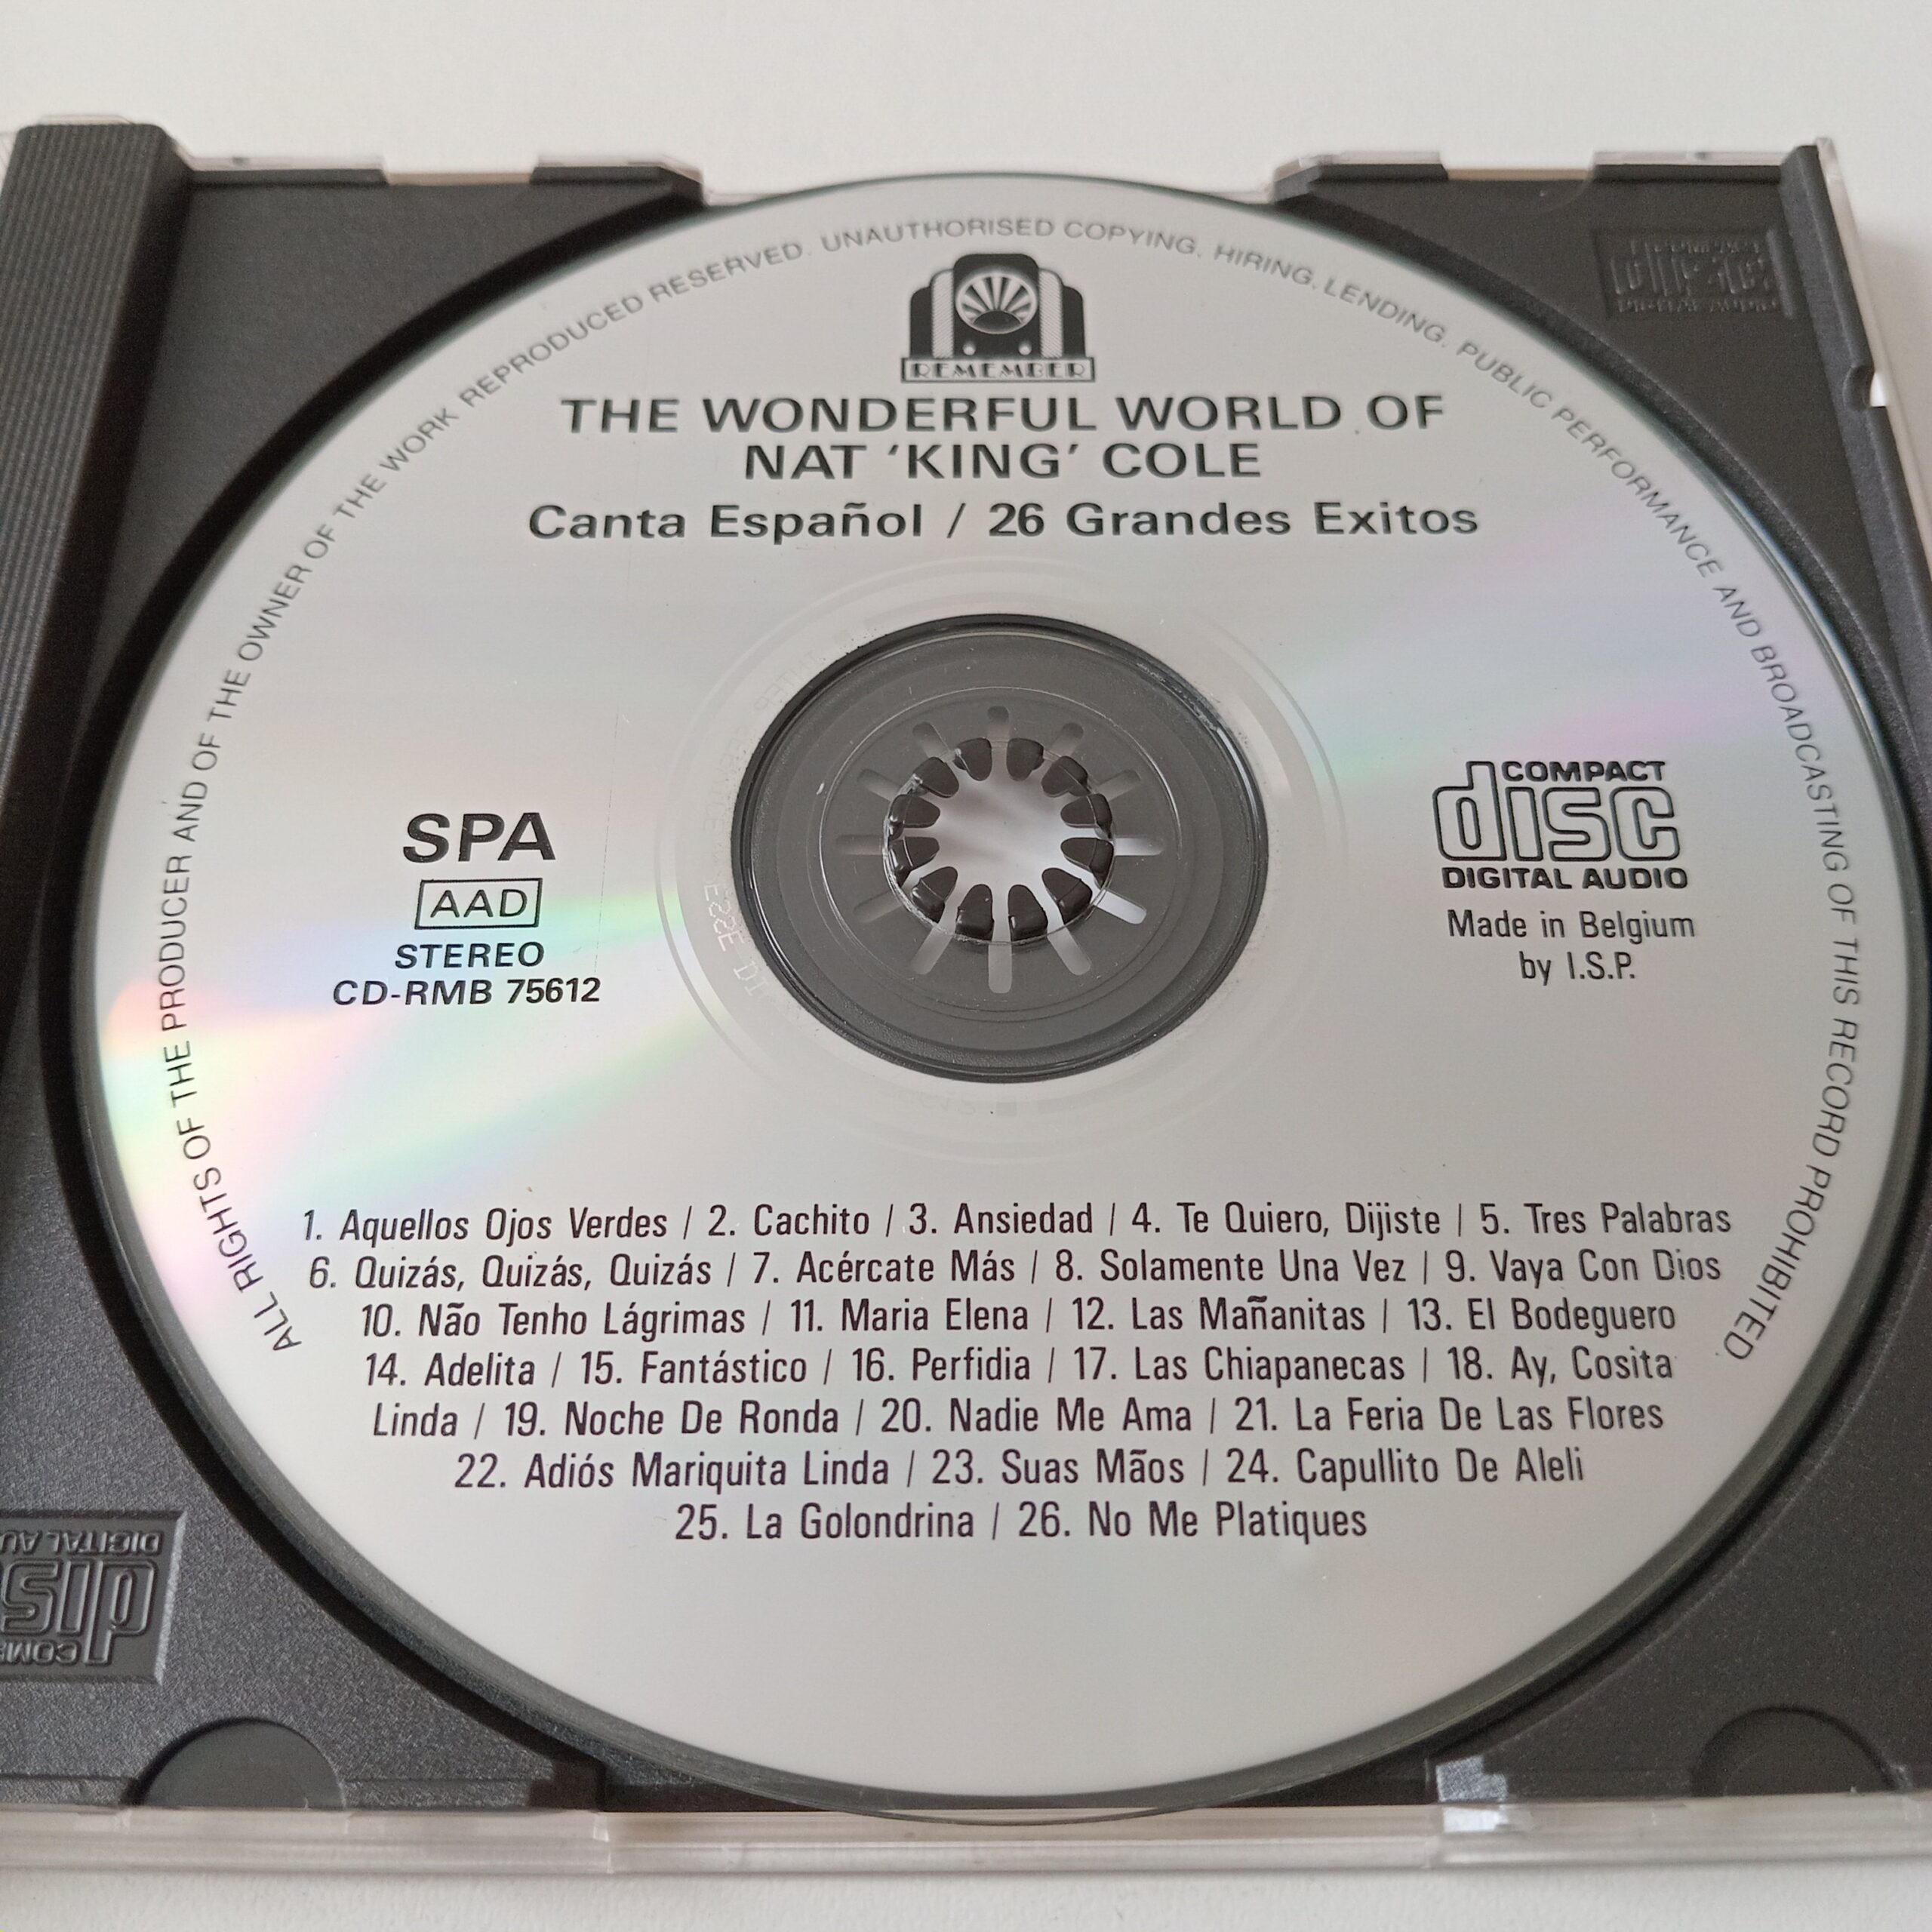 ALL RIGHTS OF THE PRODUCER AND OF THE OWNER OF THE WORK REPRODUCED RESERVED. UNAUTHORISED COPYING, HIRING, LENDING, PUBLIC PERFORMANCE AND BROADCASTING OF THIS RECORD PROHIBITED.
REMEMBER
THE WONDERFUL WORLD OF
NAT 'KING' COLE
Canta Español / 26 Grandes Exitos
SPA
AAD
STEREO
CD-RMB 75612
COMPACT
disc
DIGITAL AUDIO
Made in Belgium
by I.S.P.
1. Aquellos Ojos Verdes / 2. Cachito / 3. Ansiedad / 4. Te Quiero, Dijiste / 5. Tres Palabras
6. Quizás, Quizás, Quizás / 7. Acércate Más / 8. Solamente Una Vez / 9. Vaya Con Dios
10. Não Tenho Lágrimas / 11. Maria Elena / 12. Las Mañanitas / 13. El Bodeguero
14. Adelita / 15. Fantástico / 16. Perfidia / 17. Las Chiapanecas / 18. Ay, Cosita
Linda / 19. Noche De Ronda / 20. Nadie Me Ama / 21. La Feria De Las Flores
22. Adiós Mariquita Linda / 23. Suas Mãos / 24. Capullito De Aleli
25. La Golondrina / 26. No Me Platiques
COMPACT
disc
DIGITAL AUDIO
disc
DIGITAL